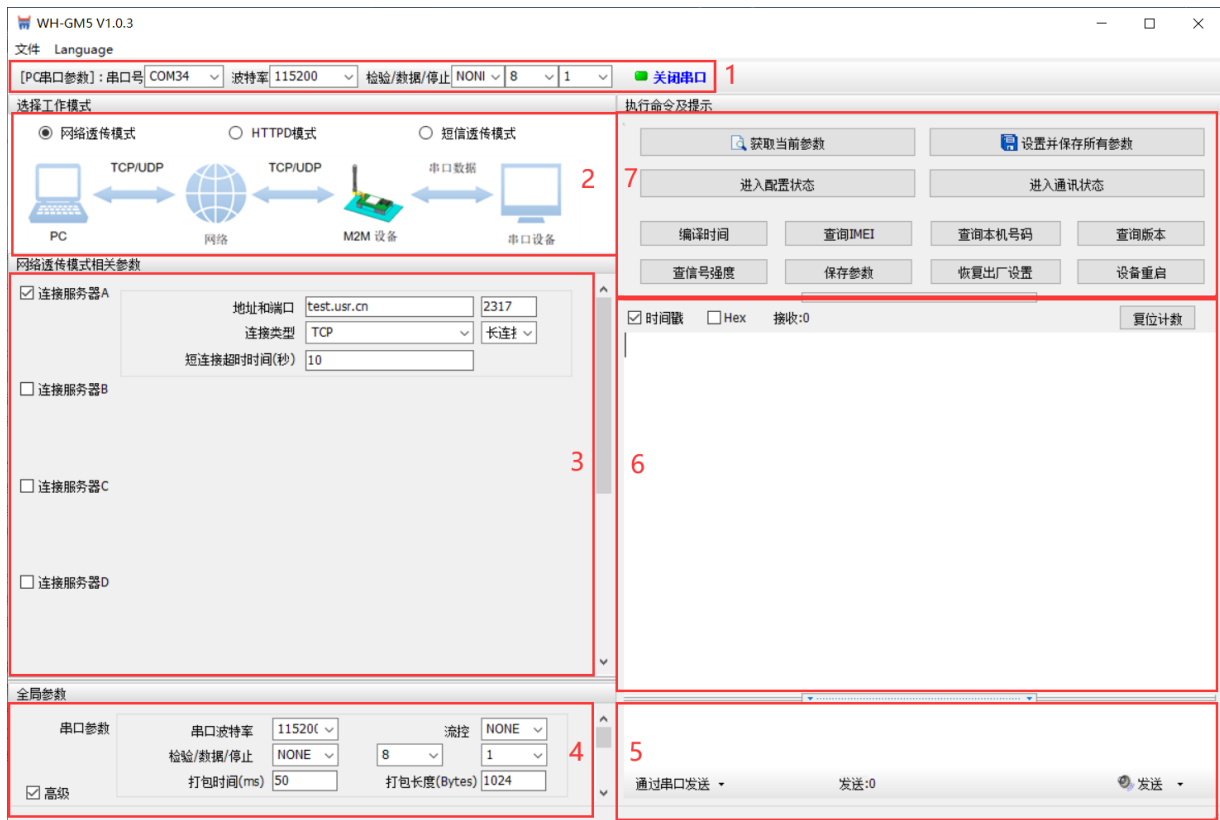 WH-GM5 V1.0.3
文件 Language
[PC串口参数]:串口号 COM34 波特率 115200 检验/数据/停止 NONI 8 1 关闭串口 1
选择工作模式
网络透传模式 HTTPD模式 短信透传模式
TCP/UDP TCP/UDP 串口数据
2
PC 网络 M2M 设备 串口设备
网络透传模式相关参数
连接服务器A
地址和端口 test.usr.cn 2317
连接类型 TCP 长连接
短连接超时时间(秒) 10
连接服务器B
3
连接服务器C
连接服务器D
全局参数
串口参数 串口波特率 11520( 流控 NONE
检验/数据/停止 NONE 8 1 4
打包时间(ms) 50 打包长度(Bytes) 1024
高级
执行命令及提示
获取当前参数 设置并保存所有参数
7
进入配置状态 进入通讯状态
编译时间 查询IMEI 查询本机号码 查询版本
查信号强度 保存参数 恢复出厂设置 设备重启
时间戳 Hex 接收:0 复位计数
6
5
通过串口发送 发送:0 发送